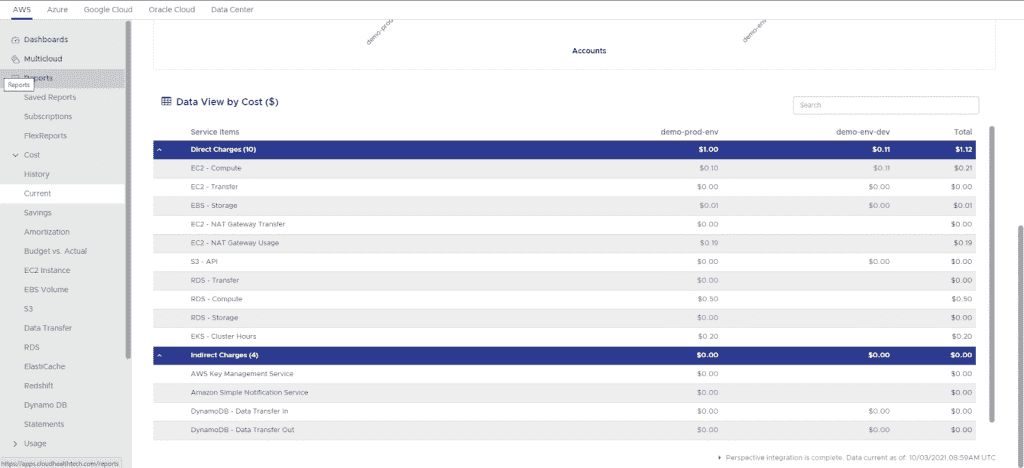 AWS Azure Google Cloud Oracle Cloud Data Center
Dashboards
Multicloud
Reports
Reports
Saved Reports
Subscriptions
FlexReports
Cost
History
Current
Savings
Amortization
Budget vs. Actual
EC2 Instance
EBS Volume
S3
Data Transfer
RDS
ElastiCache
Redshift
Dynamo DB
Statements
Usage
https://apps.cloudhealthtech.com/reports
demo-prod
demo-env
Accounts
Data View by Cost ($)
Search
Service Items demo-prod-env demo-env-dev Total
Direct Charges (10) $1.00 $0.11 $1.12
EC2 - Compute $0.10 $0.11 $0.21
EC2 - Transfer $0.00 $0.00 $0.00
EBS - Storage $0.01 $0.00 $0.01
EC2 - NAT Gateway Transfer $0.00 $0.00
EC2 - NAT Gateway Usage $0.19 $0.19
S3 - API $0.00 $0.00 $0.00
RDS - Transfer $0.00 $0.00
RDS - Compute $0.50 $0.50
RDS - Storage $0.00 $0.00
EKS - Cluster Hours $0.20 $0.20
Indirect Charges (4) $0.00 $0.00 $0.00
AWS Key Management Service $0.00 $0.00
Amazon Simple Notification Service $0.00 $0.00
DynamoDB - Data Transfer In $0.00 $0.00 $0.00
DynamoDB - Data Transfer Out $0.00 $0.00 $0.00
Perspective integration is complete. Data current as of: 10/03/2021, 08:59AM UTC